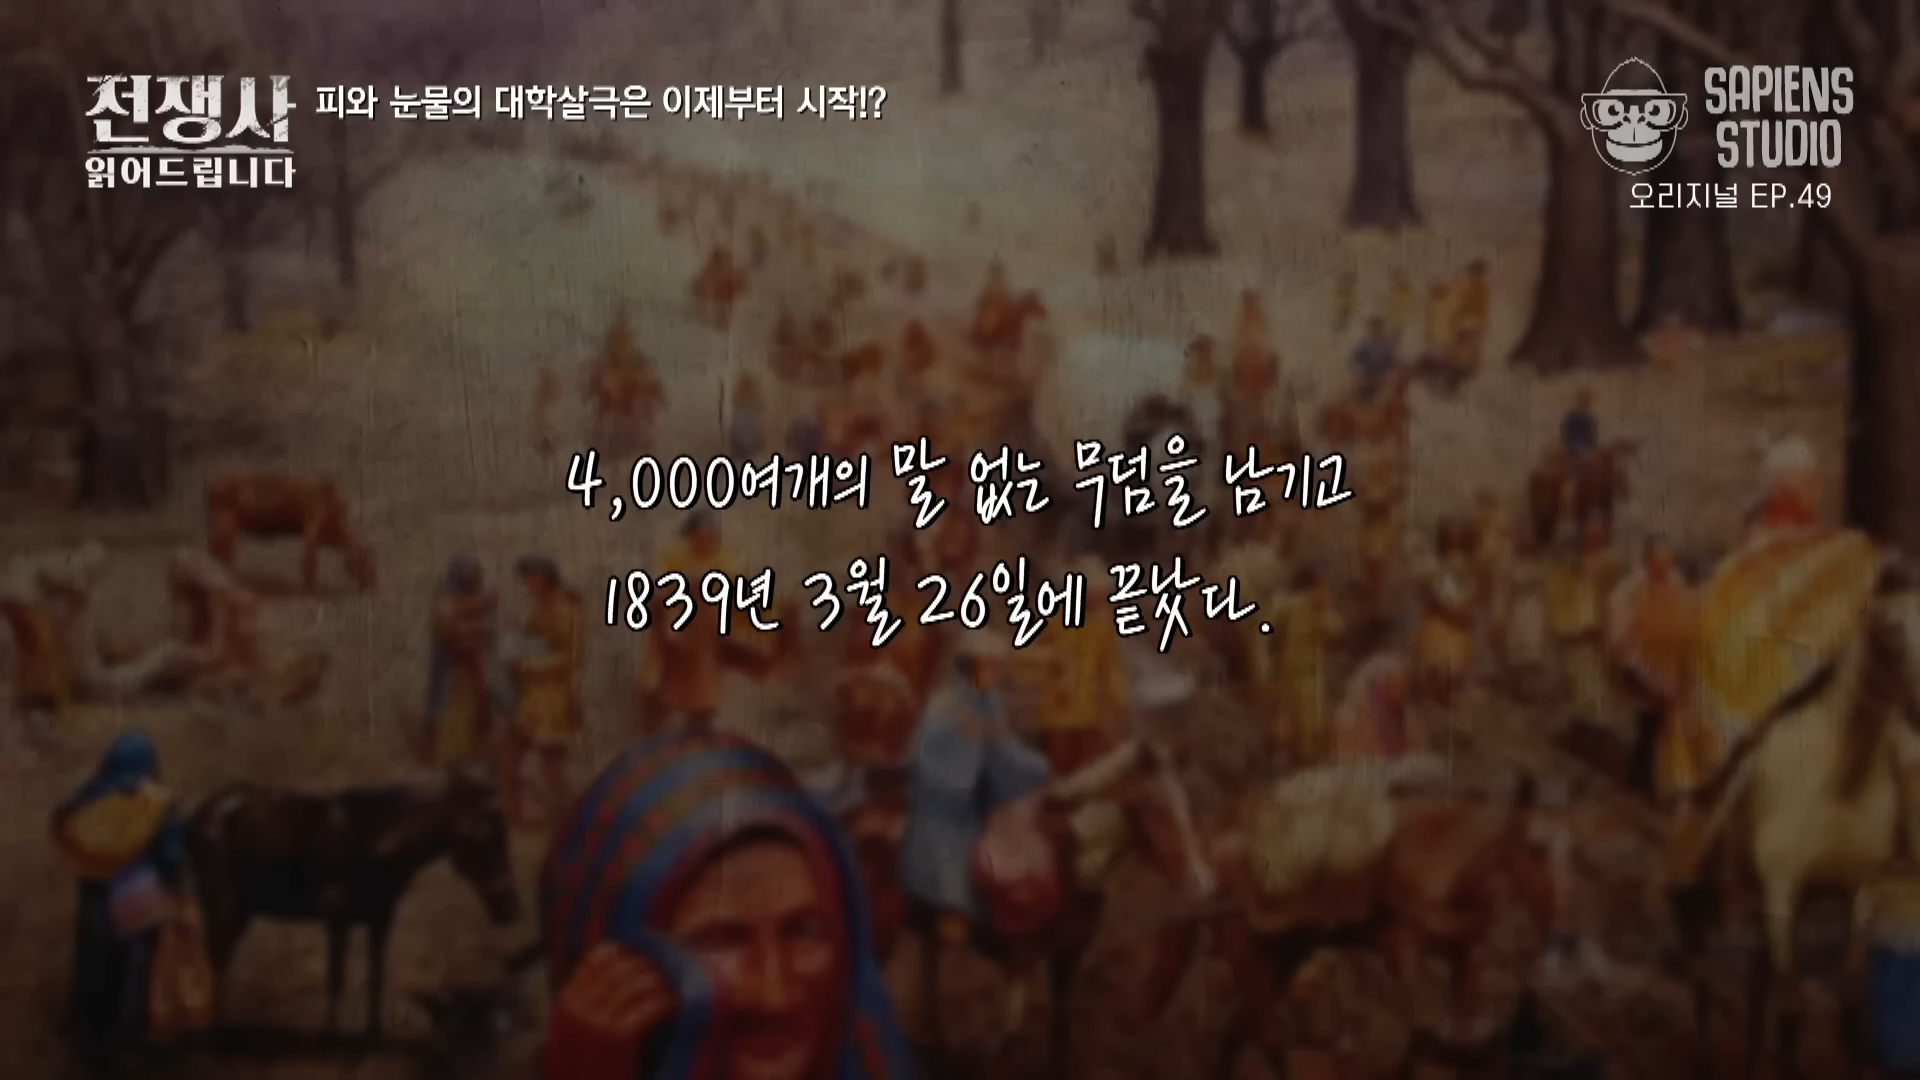 전쟁사
읽어드립니다
피와 눈물의 대학살극은 이제부터 시작!?
SAPIENS
STUDIO
오리지널 EP.49
4,000여개의 말 없는 무덤을 남기고
1839년 3월 26일에 끝났다.